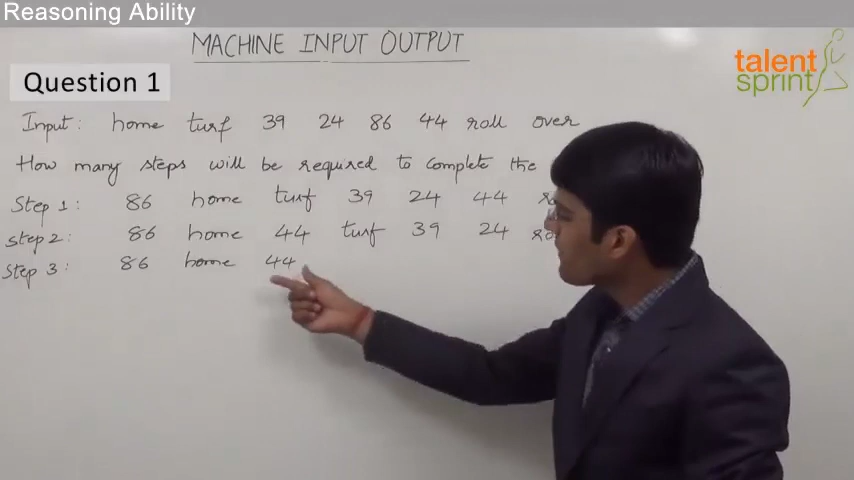 Reasoning Ability
MACHINE INPUT OUTPUT
talent
sprint
Question 1
Input: home turf 39 24 86 44 roll over
How many steps will be required to complete the
Step 1: 86 home turf 39 24 44
Step 2: 86 home 44 turf 39 24
Step 3: 86 home 44